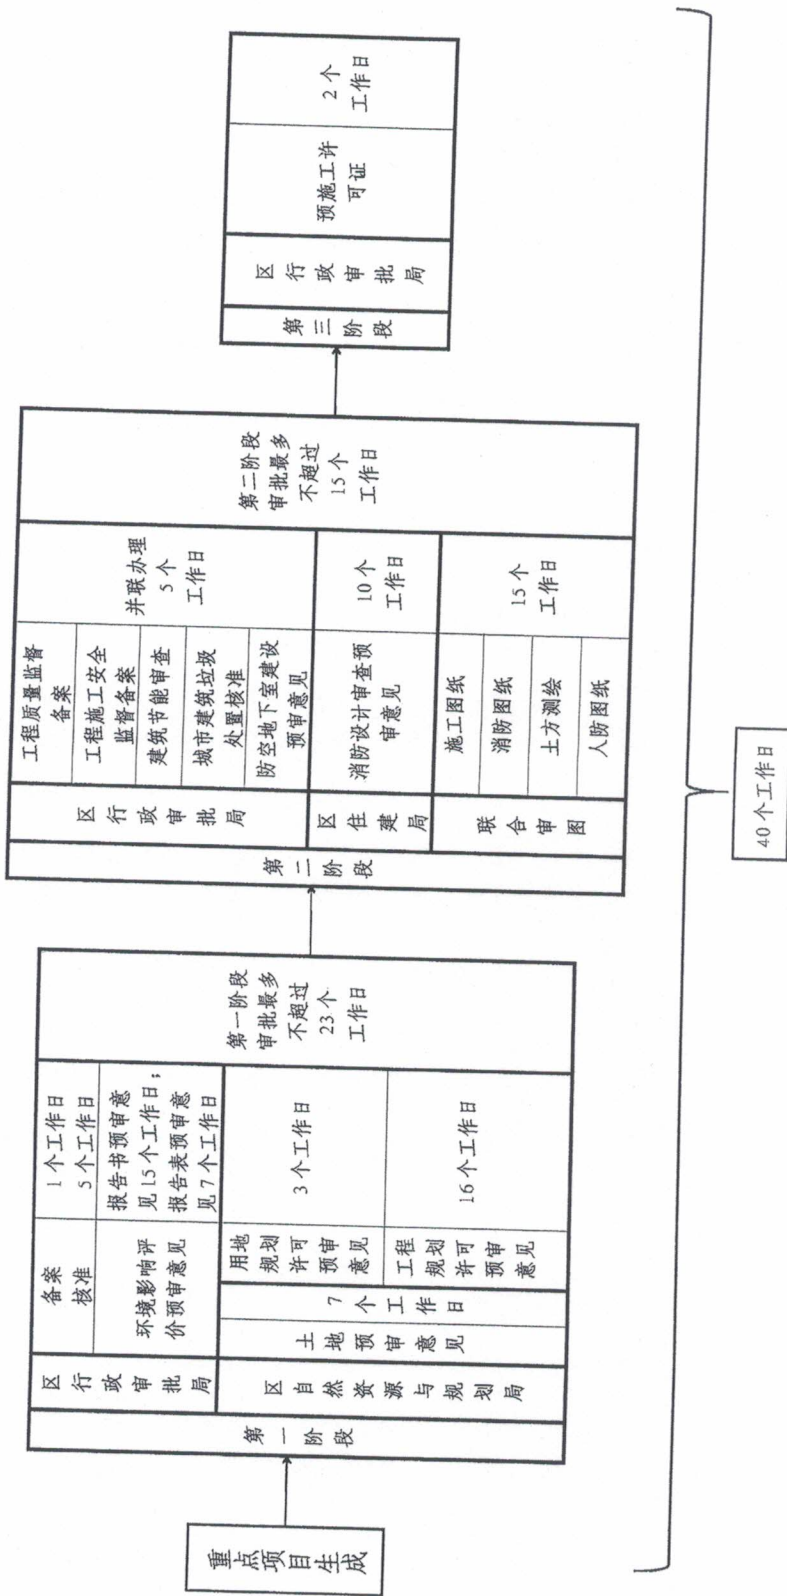 重点项目生成
第一阶段
区行政审批局
备案
核准
1个工作日
5个工作日
环境影响评
价预审意见
报告书预审意
见15个工作日；
报告表预审意
见7个工作日
区自然资源与规划局
土地预审意见
7个工作日
用地
规划
许可
预审
意见
3个工作日
工程
规划
许可
预审
意见
16个工作日
第一阶段
审批最多
不超过
23个
工作日
第二阶段
区行政审批局
工程质量监督
备案
工程施工安全
监督备案
建筑节能审查
城市建筑垃圾
处置核准
防空地下室建设
预审意见
并联办理
5个
工作日
区住建局
消防设计审查预
审意见
10个
工作日
联合审图
施工图纸
消防图纸
土方测绘
人防图纸
15个
工作日
第二阶段
审批最多
不超过
15个
工作日
第三阶段
区行政审批局
预施工许
可证
2个
工作日
40个工作日